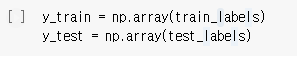 [ ] y_train = np.array(train_labels)
y_test = np.array(test_labels)